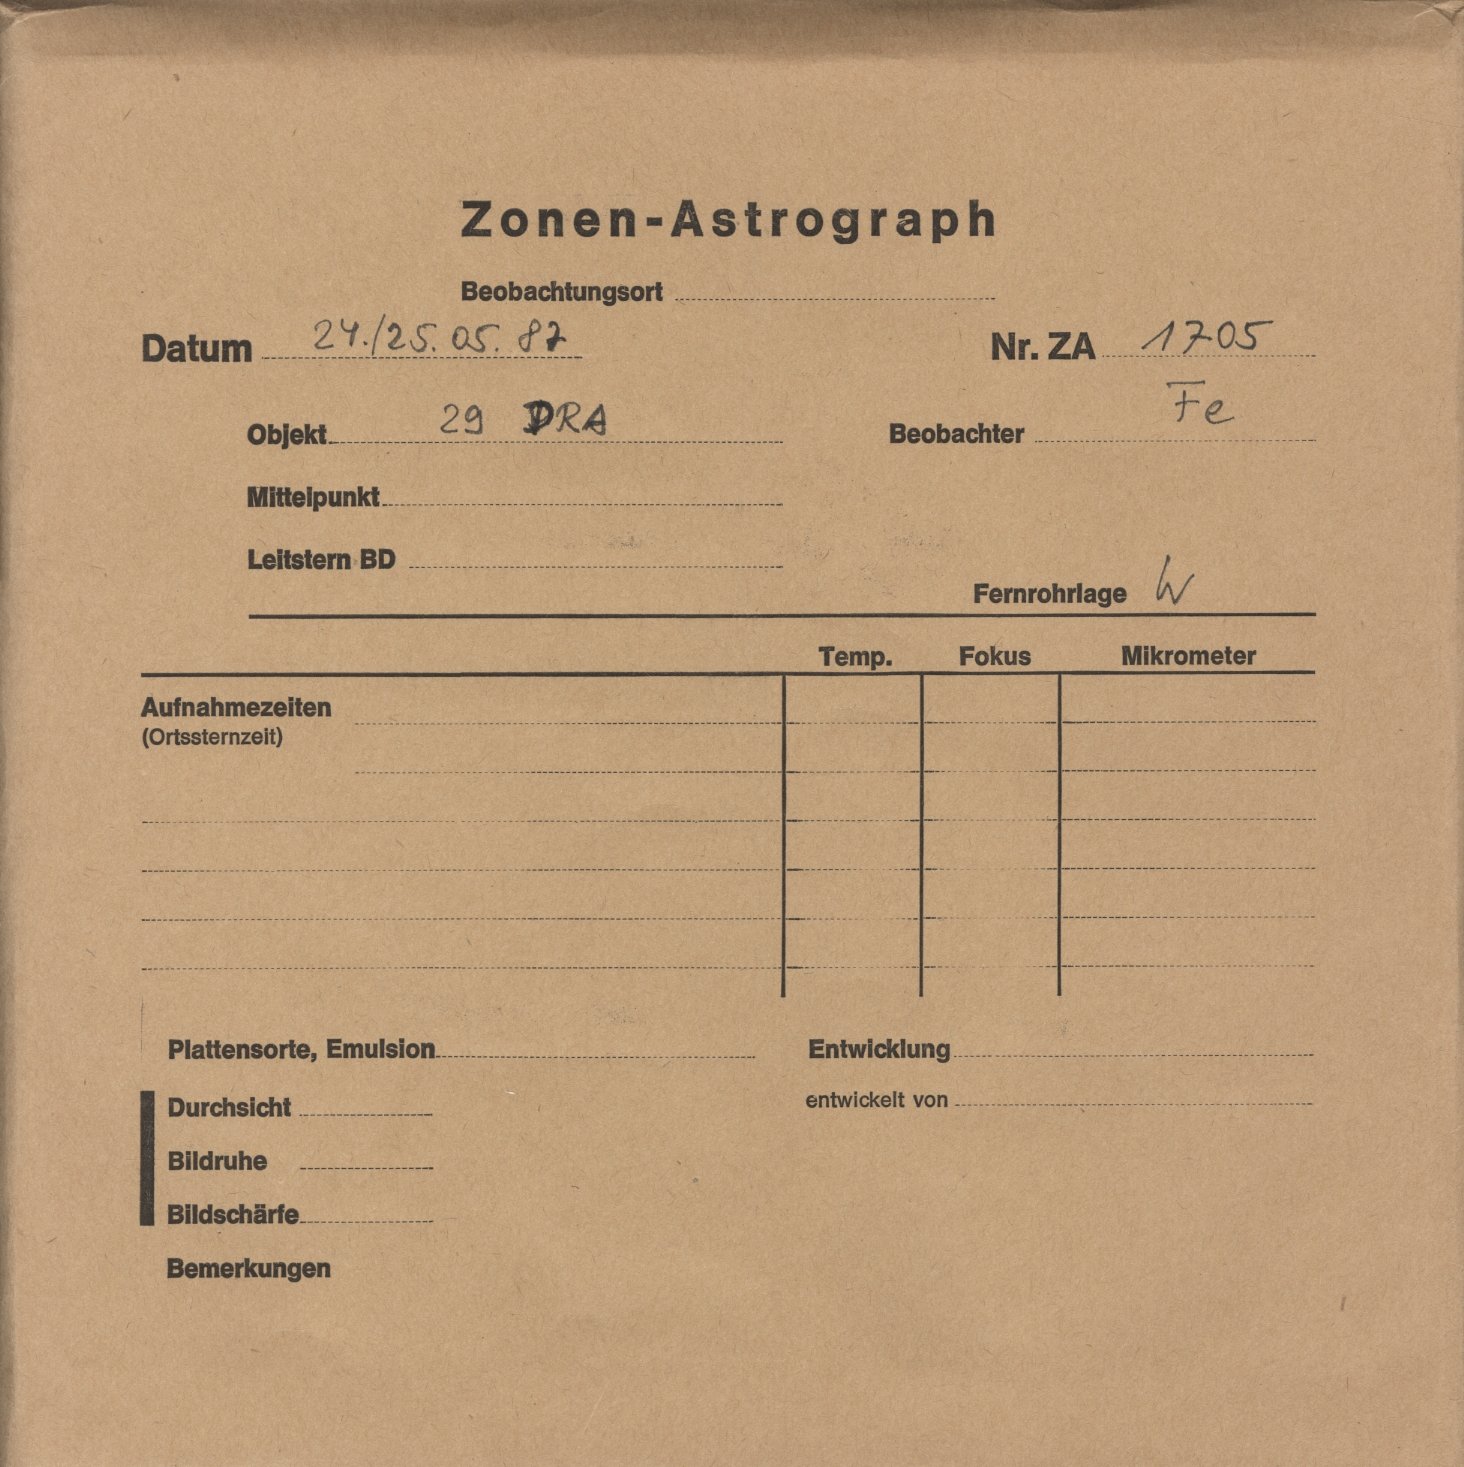 Zonen-Astrograph
Beobachtungsort
Datum 24./25. 05. 87 Nr. ZA 1705
Objekt 29 DRA Beobachter Fe
Mittelpunkt
Leitstern BD
Fernrohrlage W
Temp. Fokus Mikrometer
Aufnahmezeiten
(Ortssternzeit)
Plattensorte, Emulsion Entwicklung
Durchsicht entwickelt von
Bildruhe
Bildschärfe
Bemerkungen